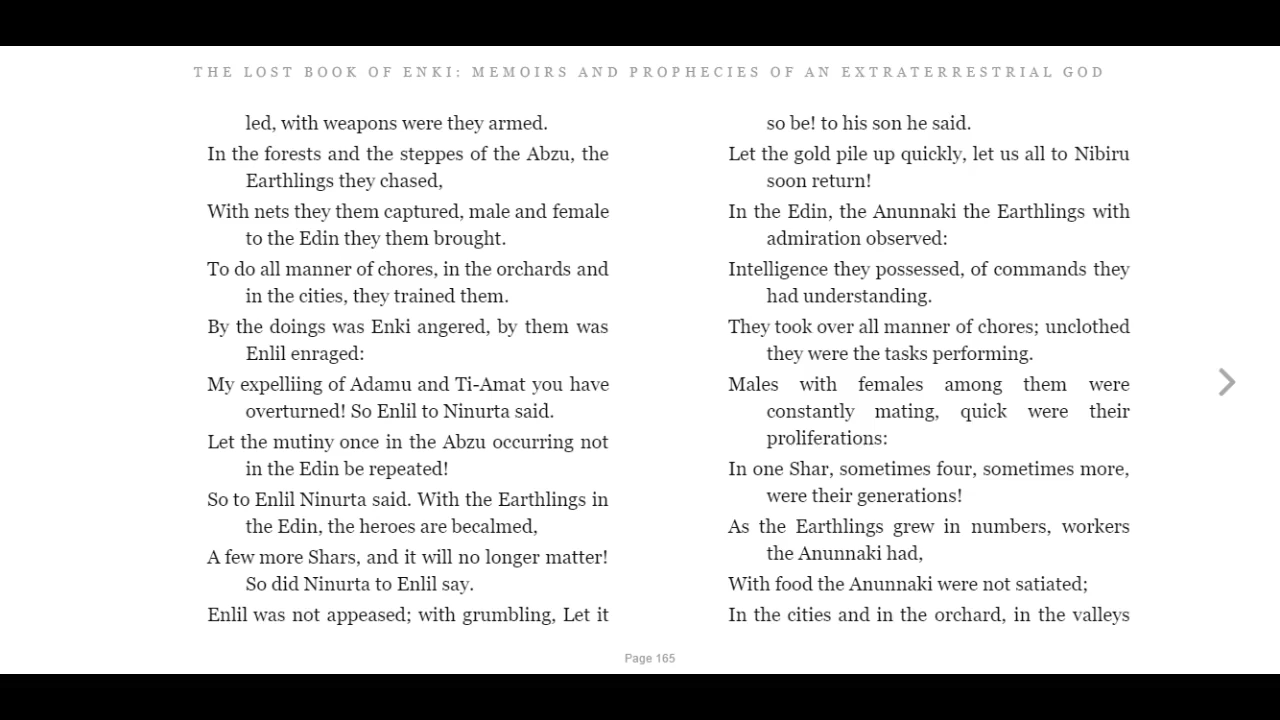 THE LOST BOOK OF ENKI: MEMOIRS AND PROPHECIES OF AN EXTRATERRESTRIAL GOD
led, with weapons were they armed.
In the forests and the steppes of the Abzu, the
Earthlings they chased,
With nets they them captured, male and female
to the Edin they them brought.
To do all manner of chores, in the orchards and
in the cities, they trained them.
By the doings was Enki angered, by them was
Enlil enraged:
My expelliing of Adamu and Ti-Amat you have
overturned! So Enlil to Ninurta said.
Let the mutiny once in the Abzu occurring not
in the Edin be repeated!
So to Enlil Ninurta said. With the Earthlings in
the Edin, the heroes are becalmed,
A few more Shars, and it will no longer matter!
So did Ninurta to Enlil say.
Enlil was not appeased; with grumbling, Let it
so be! to his son he said.
Let the gold pile up quickly, let us all to Nibiru
soon return!
In the Edin, the Anunnaki the Earthlings with
admiration observed:
Intelligence they possessed, of commands they
had understanding.
They took over all manner of chores; unclothed
they were the tasks performing.
Males with females among them were
constantly mating, quick were their
proliferations:
In one Shar, sometimes four, sometimes more,
were their generations!
As the Earthlings grew in numbers, workers
the Anunnaki had,
With food the Anunnaki were not satiated;
In the cities and in the orchard, in the valleys
Page 165